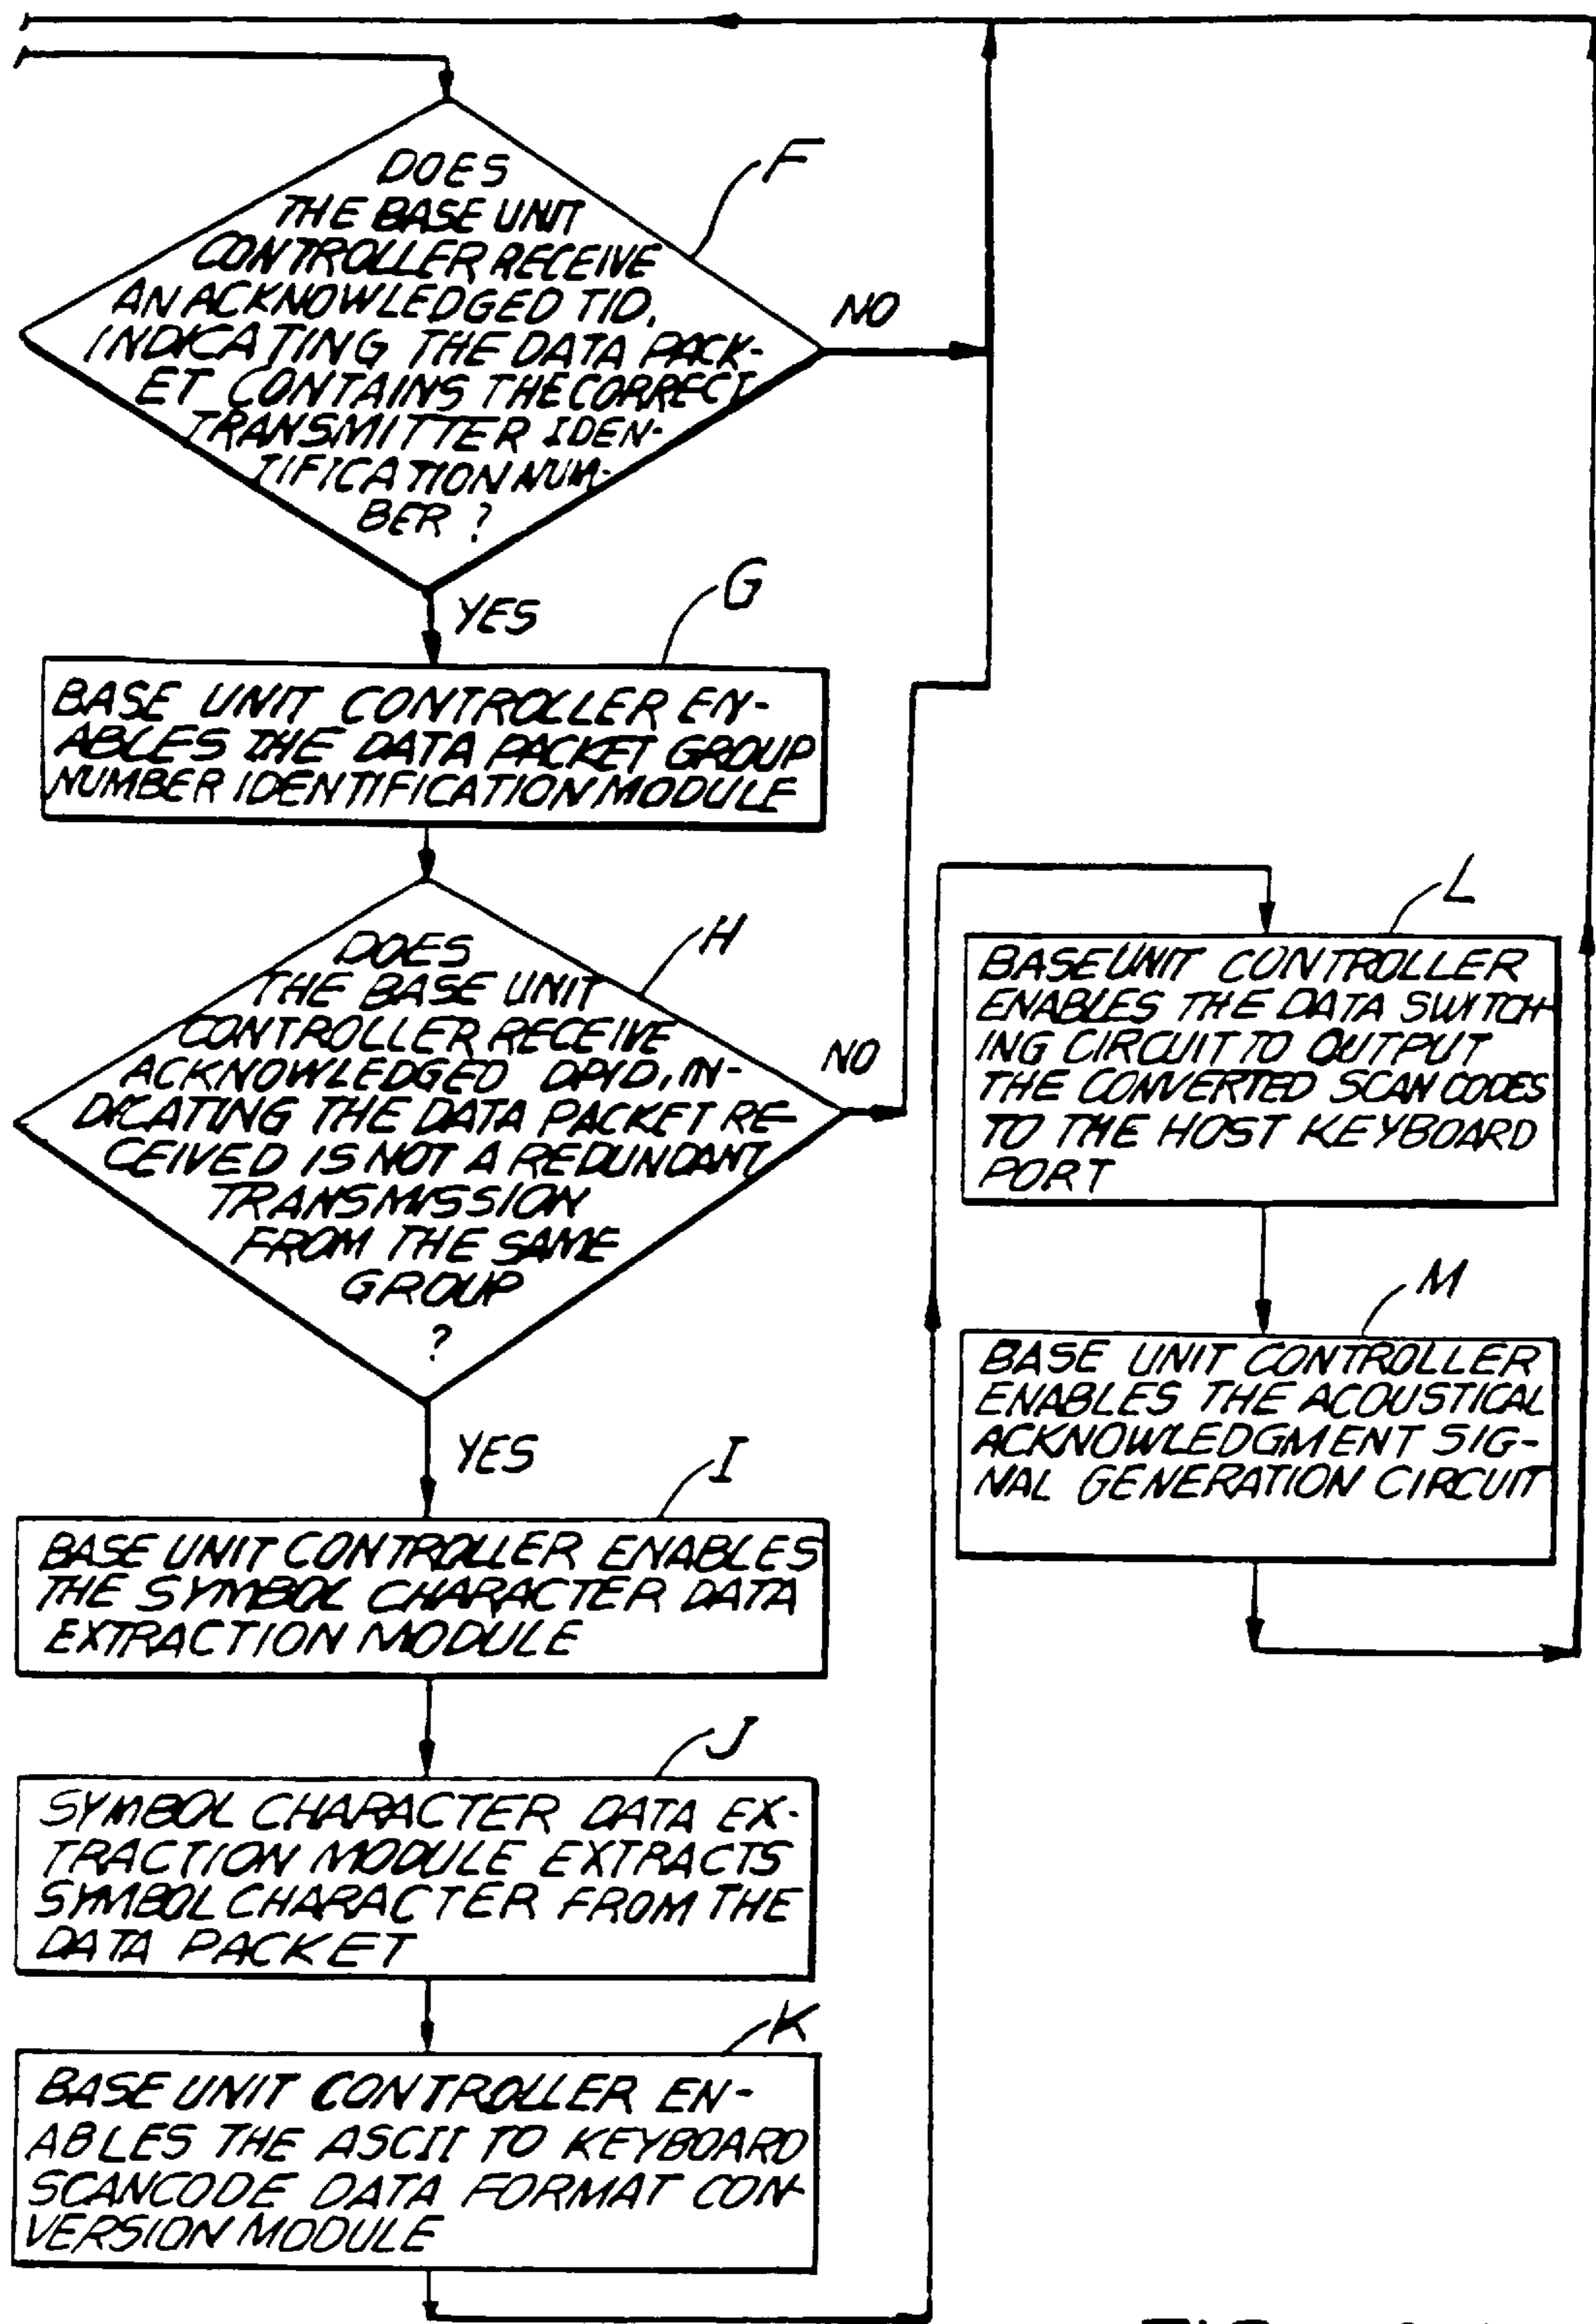 F
DOES
THE BASE UNIT
CONTROLLER RECEIVE
AN ACKNOWLEDGED TID,
INDICATING THE DATA PACK-
ET CONTAINS THE CORRECT
TRANSMITTER IDEN-
TIFICATION NUM-
BER ?
NO
YES
G
BASE UNIT CONTROLLER EN-
ABLES THE DATA PACKET GROUP
NUMBER IDENTIFICATION MODULE
H
DOES
THE BASE UNIT
CONTROLLER RECEIVE
ACKNOWLEDGED DPID, IN-
DICATING THE DATA PACKET RE-
CEIVED IS NOT A REDUNDANT
TRANSMISSION
FROM THE SAME
GROUP
?
NO
YES
I
BASE UNIT CONTROLLER ENABLES
THE SYMBOL CHARACTER DATA
EXTRACTION MODULE
J
SYMBOL CHARACTER DATA EX-
TRACTION MODULE EXTRACTS
SYMBOL CHARACTER FROM THE
DATA PACKET
K
BASE UNIT CONTROLLER EN-
ABLES THE ASCII TO KEYBOARD
SCANCODE DATA FORMAT CON-
VERSION MODULE
L
BASE UNIT CONTROLLER
ENABLES THE DATA SWITCH-
ING CIRCUIT TO OUTPUT
THE CONVERTED SCAN CODES
TO THE HOST KEYBOARD
PORT
M
BASE UNIT CONTROLLER
ENABLES THE ACOUSTICAL
ACKNOWLEDGMENT SIG-
NAL GENERATION CIRCUIT